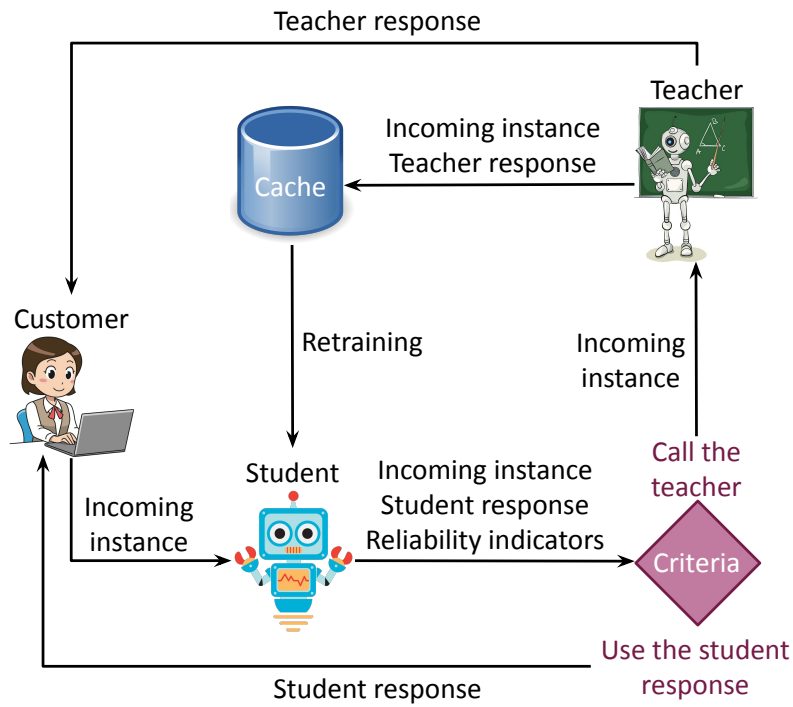 Teacher response
Teacher
Incoming instance
Teacher response
Cache
Customer
Retraining
Incoming
instance
Call the
teacher
Student
Incoming instance
Student response
Reliability indicators
Incoming
instance
Criteria
Use the student
response
Student response
A
B
C